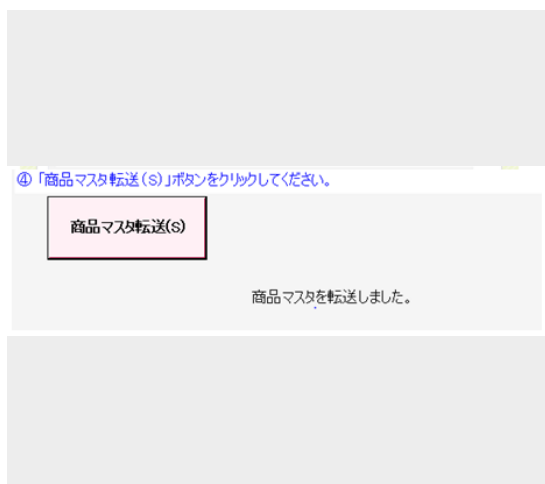 ④「商品マスタ転送(S)」ボタンをクリックしてください。
商品マスタ転送(S)
商品マスタを転送しました。